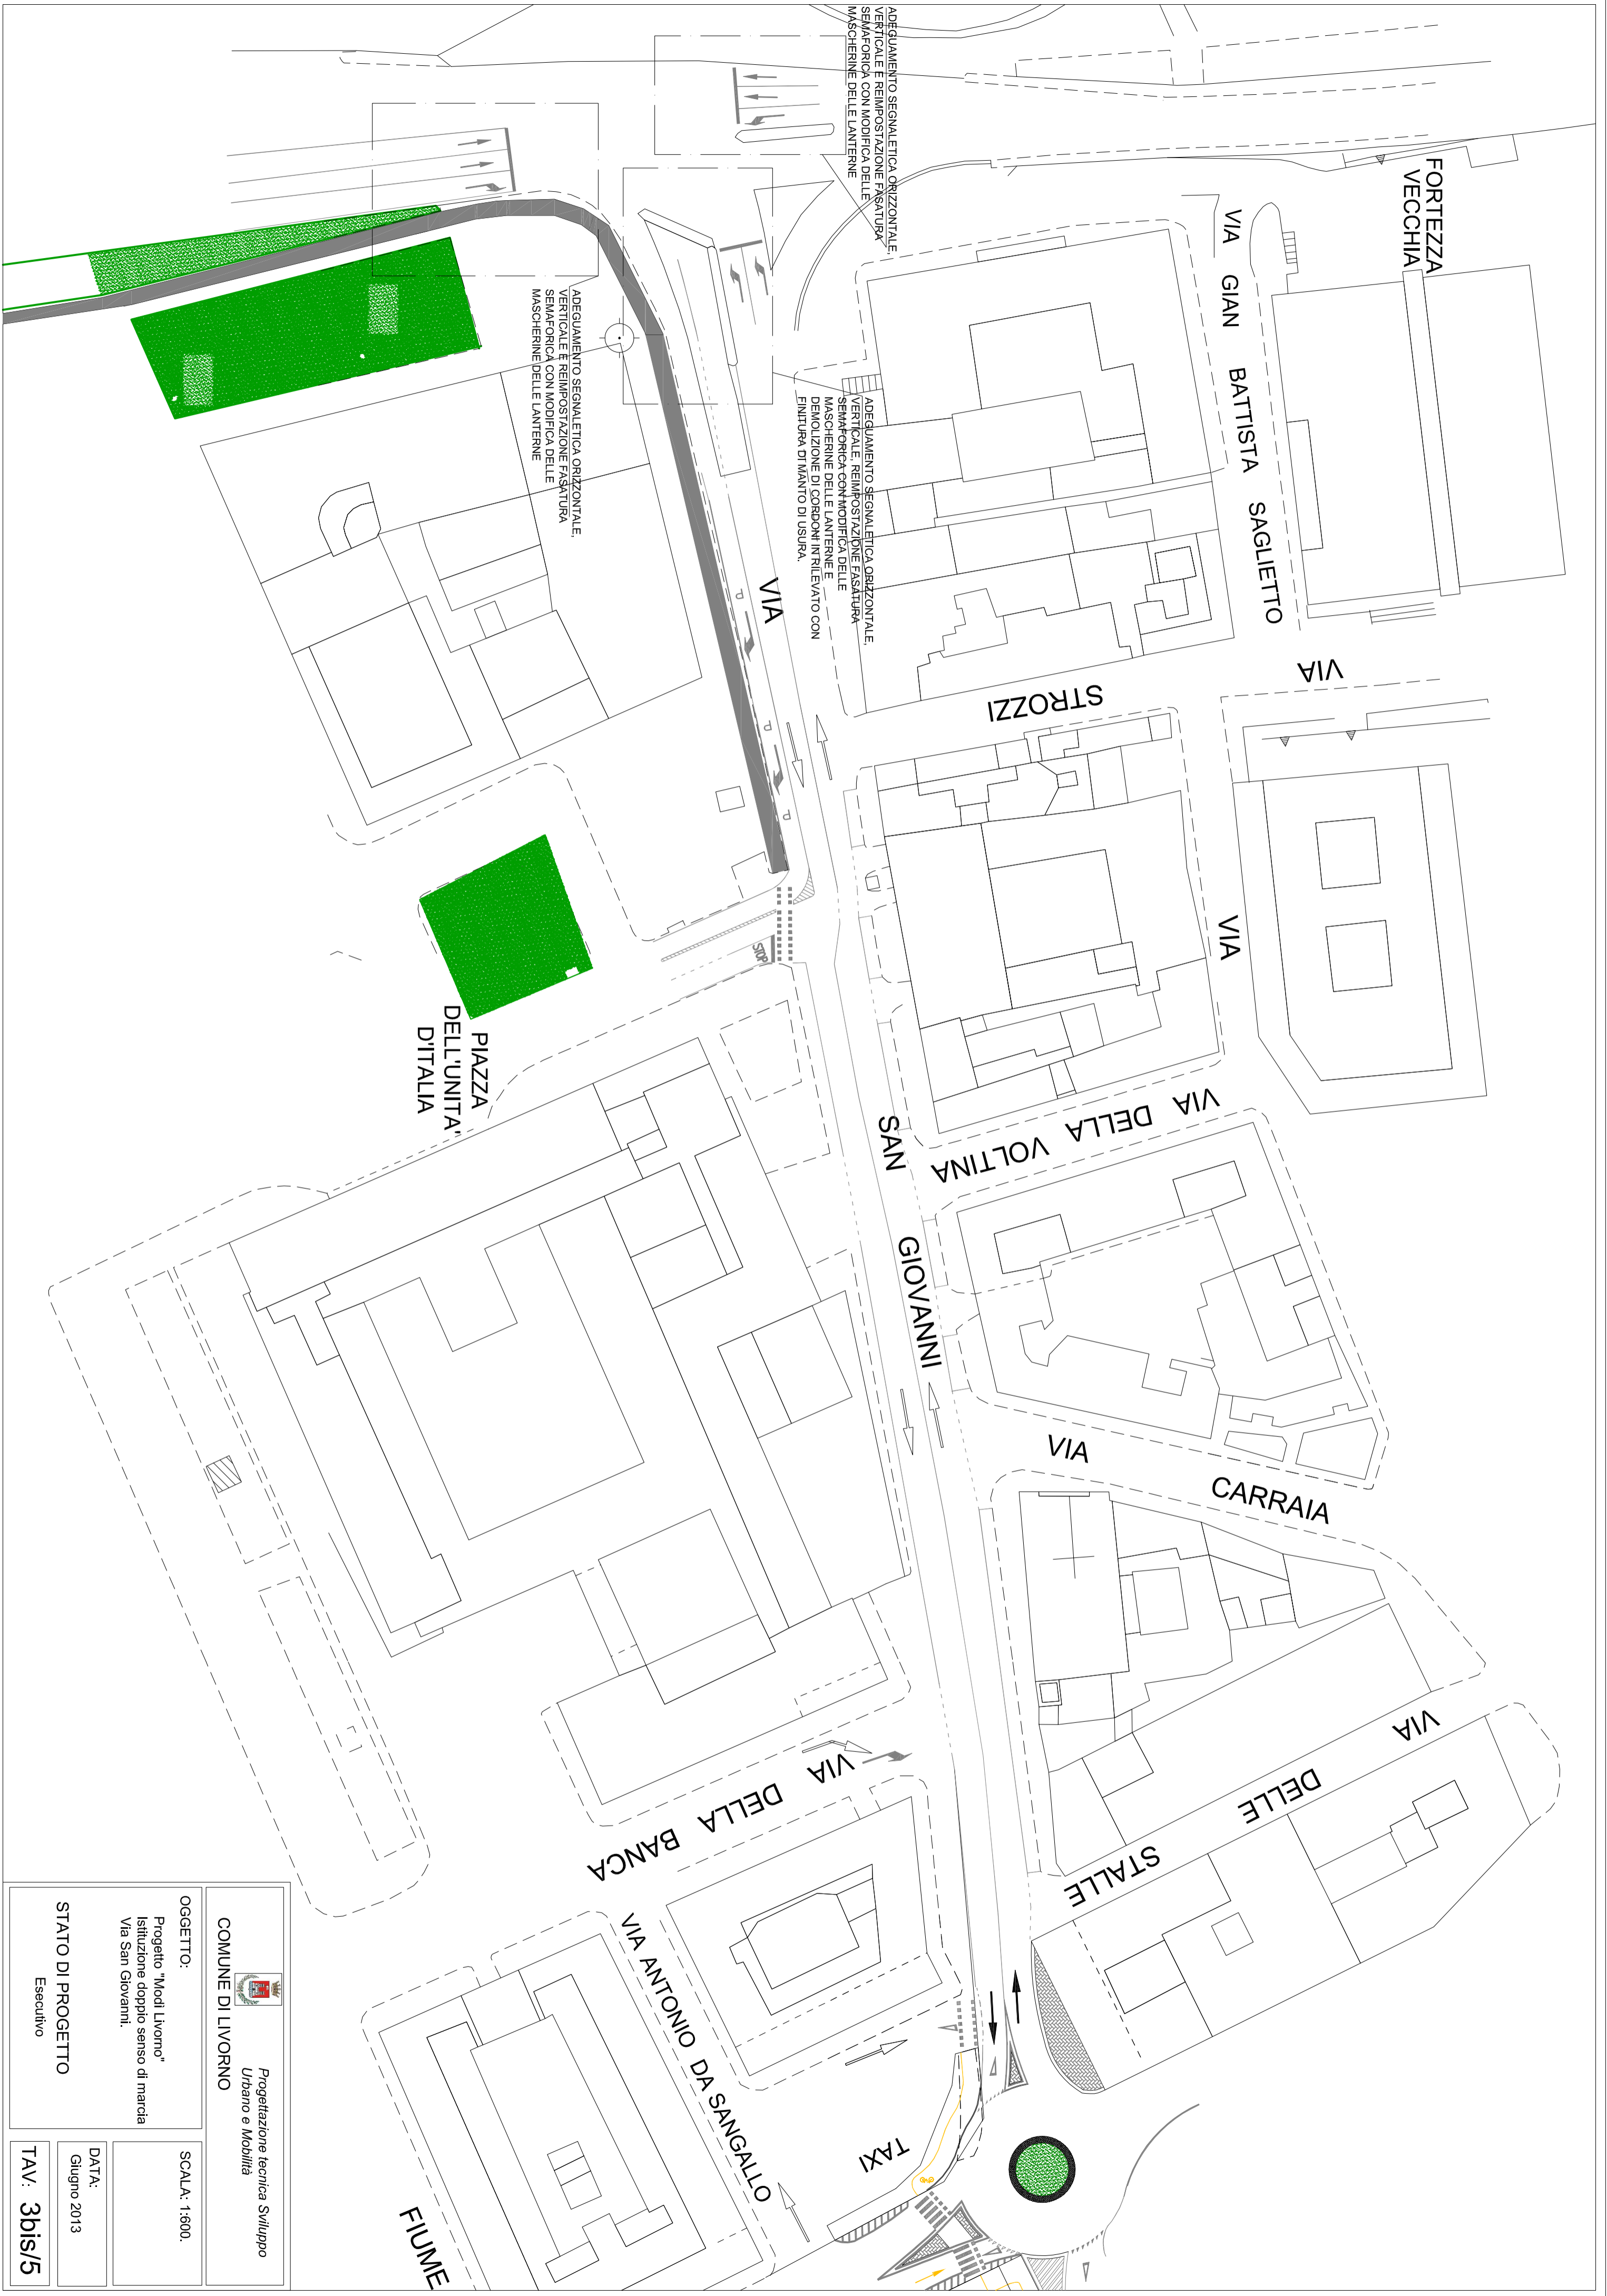 ADEGUAMENTO SEGNALETICA ORIZZONTALE,
VERTICALE E REIMPOSTAZIONE FASATURA
SEMAFORICA CON MODIFICA DELLE
MASCHERINE DELLE LANTERNE
FORTEZZA
VECCHIA
VIA GIAN BATTISTA SAGLIETTO
ADEGUAMENTO SEGNALETICA ORIZZONTALE,
VERTICALE E REIMPOSTAZIONE FASATURA
SEMAFORICA CON MODIFICA DELLE
MASCHERINE DELLE LANTERNE
ADEGUAMENTO SEGNALETICA ORIZZONTALE,
VERTICALE, REIMPOSTAZIONE FASATURA
SEMAFORICA CON MODIFICA DELLE
MASCHERINE DELLE LANTERNE E
DEMOLIZIONE DI CORDONI IN RILEVATO CON
FINITURA DI MANTO DI USURA.
VIA
P
P
P
VIA
STROZZI
VIA
STOP
PIAZZA
DELL'UNITA'
D'ITALIA
SAN
GIOVANNI
VIA DELLA VOLTINA
VIA
CARRAIA
VIA DELLE STALLE
VIA DELLA BANCA
VIA ANTONIO DA SANGALLO
TAXI
FIUME
Progettazione tecnica Sviluppo
Urbano e Mobilità
COMUNE DI LIVORNO
OGGETTO:
Progetto "Modi Livorno"
Istituzione doppio senso di marcia
Via San Giovanni.
STATO DI PROGETTO
Esecutivo
SCALA: 1:600.
DATA:
Giugno 2013
TAV: 3bis/5